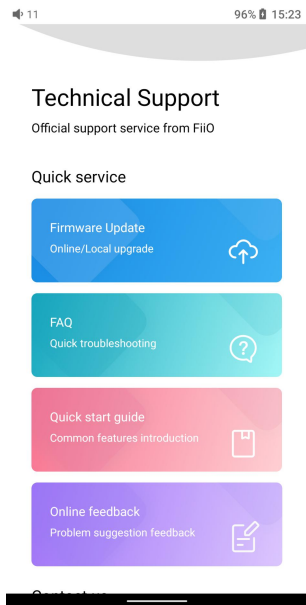 11
96% 15:23
Technical Support
Official support service from FiiO
Quick service
Firmware Update
Online/Local upgrade
FAQ
Quick troubleshooting
Quick start guide
Common features introduction
Online feedback
Problem suggestion feedback